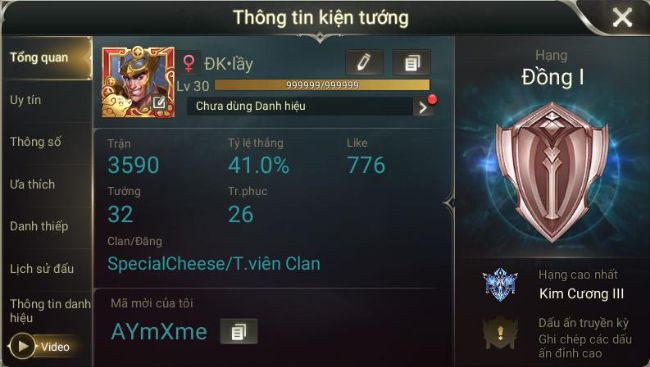 Thông tin kiện tướng
Tổng quan
Uy tín
Thông số
Ưa thích
Danh thiếp
Lịch sử đấu
Thông tin danh
hiệu
Video
ĐK•lầy
Lv 30
999999/999999
Chưa dùng Danh hiệu
Trận
Tỷ lệ thắng
Like
3590
41.0%
776
Tướng
Tr.phục
32
26
Clan/Đăng
SpecialCheese/T.viên Clan
Mã mời của tôi
AYmXme
Hạng
Đồng I
Hạng cao nhất
Kim Cương III
Dấu ấn truyền kỳ
Ghi chép các dấu
ấn đỉnh cao